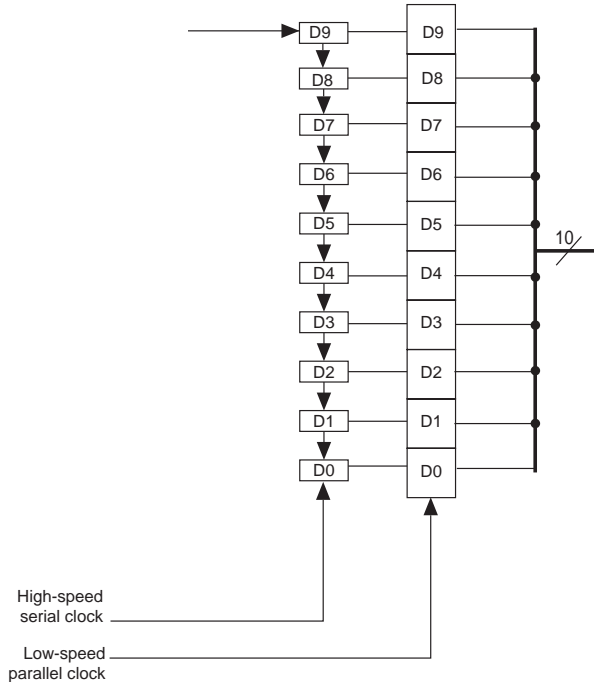 D9 D9
D8 D8
D7 D7
D6 D6
D5 D5
10
D4 D4
D3 D3
D2 D2
D1 D1
D0 D0
High-speed
serial clock
Low-speed
parallel clock